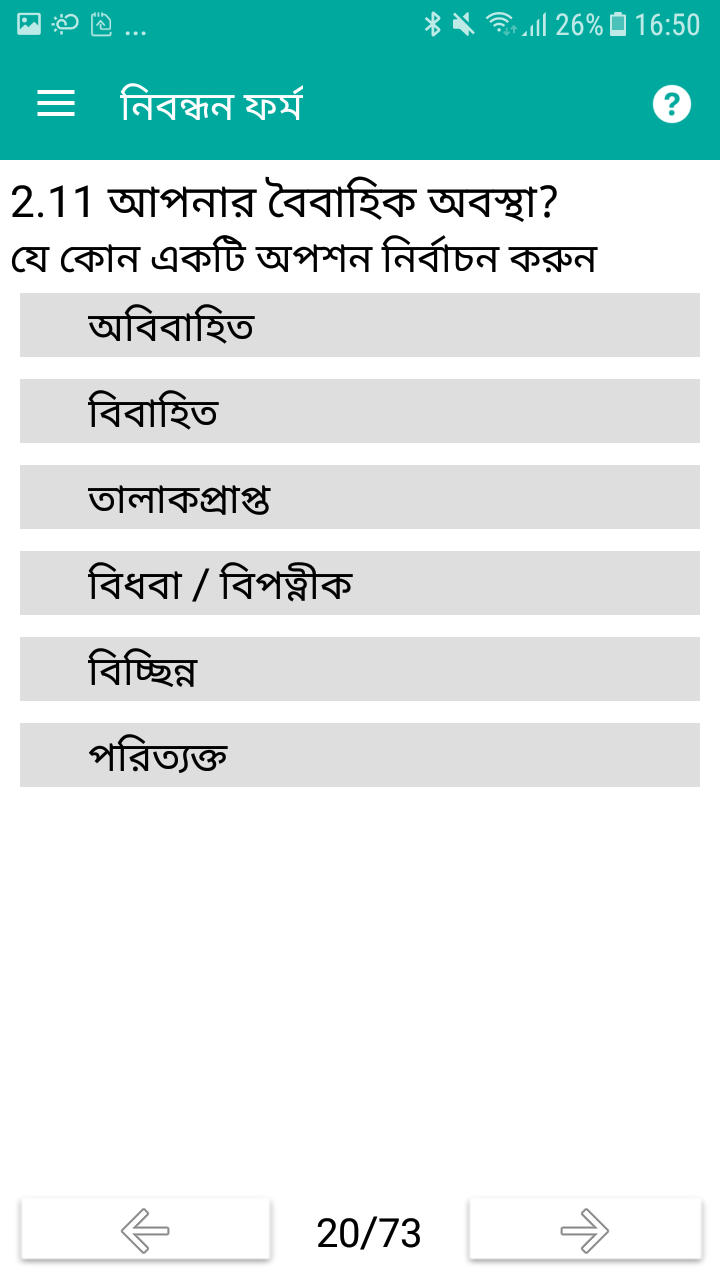 ... 26% 16:50
নিবন্ধন ফর্ম ?
2.11 আপনার বৈবাহিক অবস্থা?
যে কোন একটি অপশন নির্বাচন করুন
অবিবাহিত
বিবাহিত
তালাকপ্রাপ্ত
বিধবা / বিপত্নীক
বিচ্ছিন্ন
পরিত্যক্ত
20/73